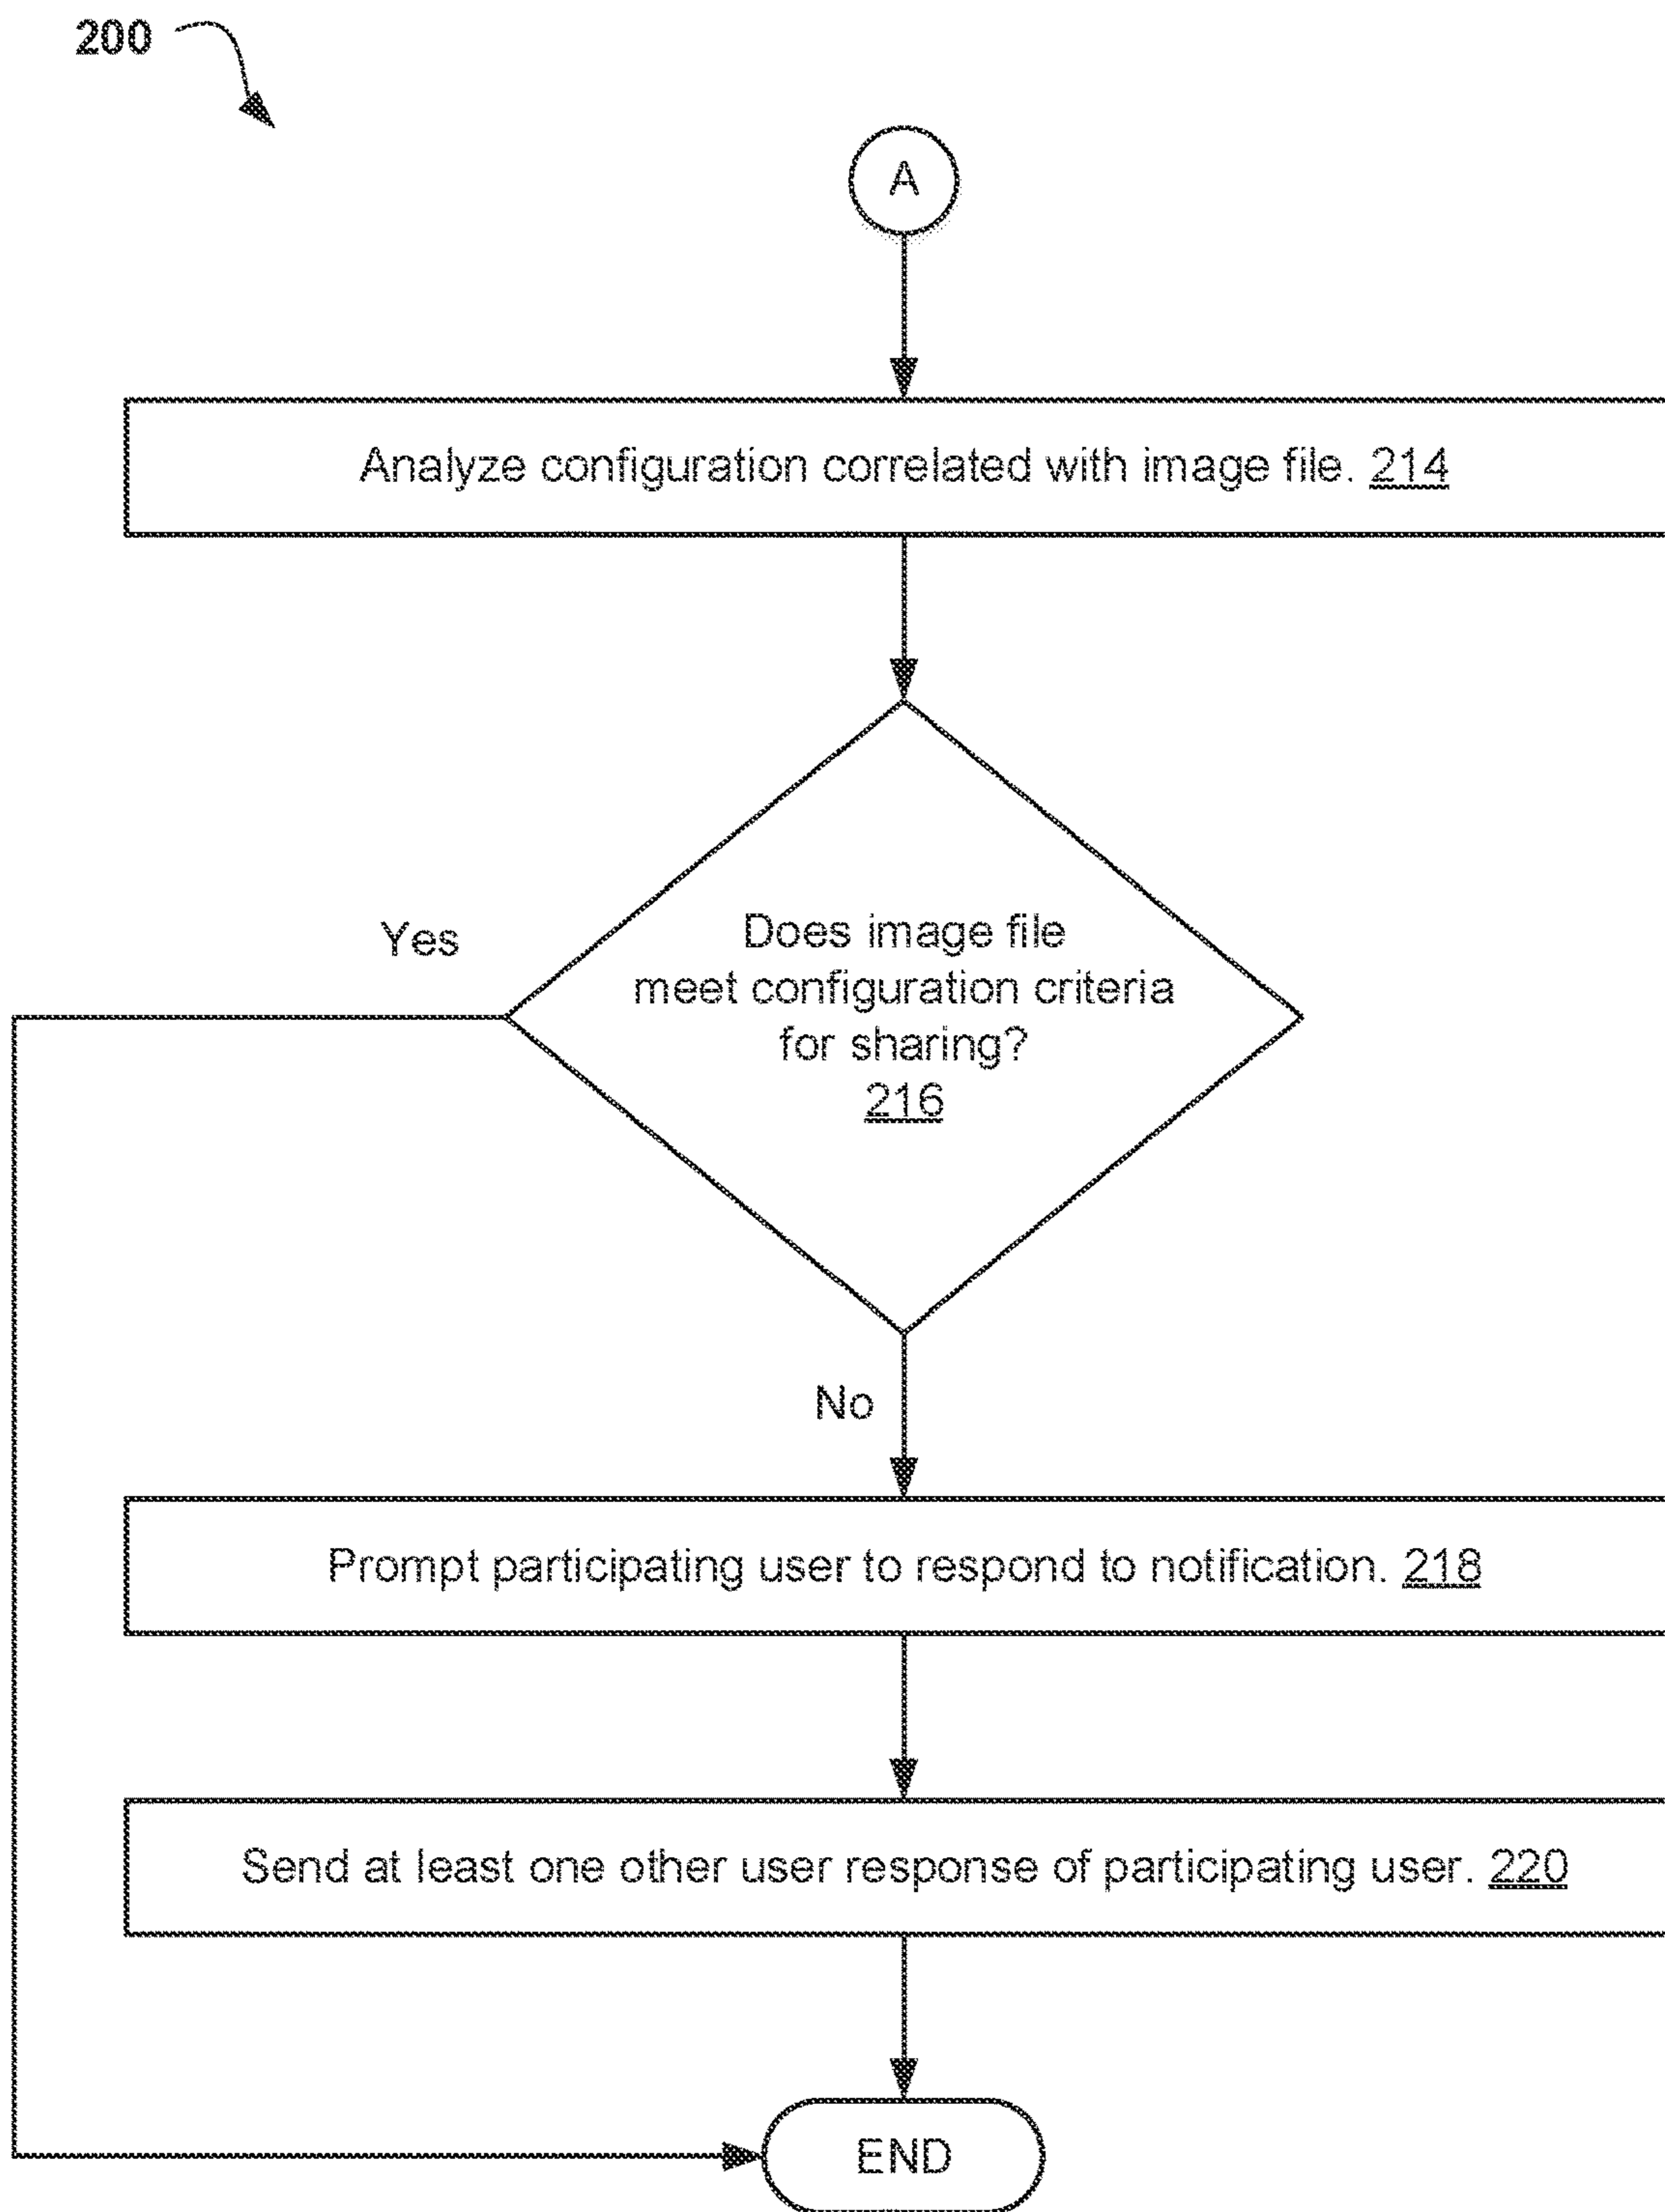 200
A
Analyze configuration correlated with image file. 214
Yes
Does image file
meet configuration criteria
for sharing?
216
No
Prompt participating user to respond to notification. 218
Send at least one other user response of participating user. 220
END